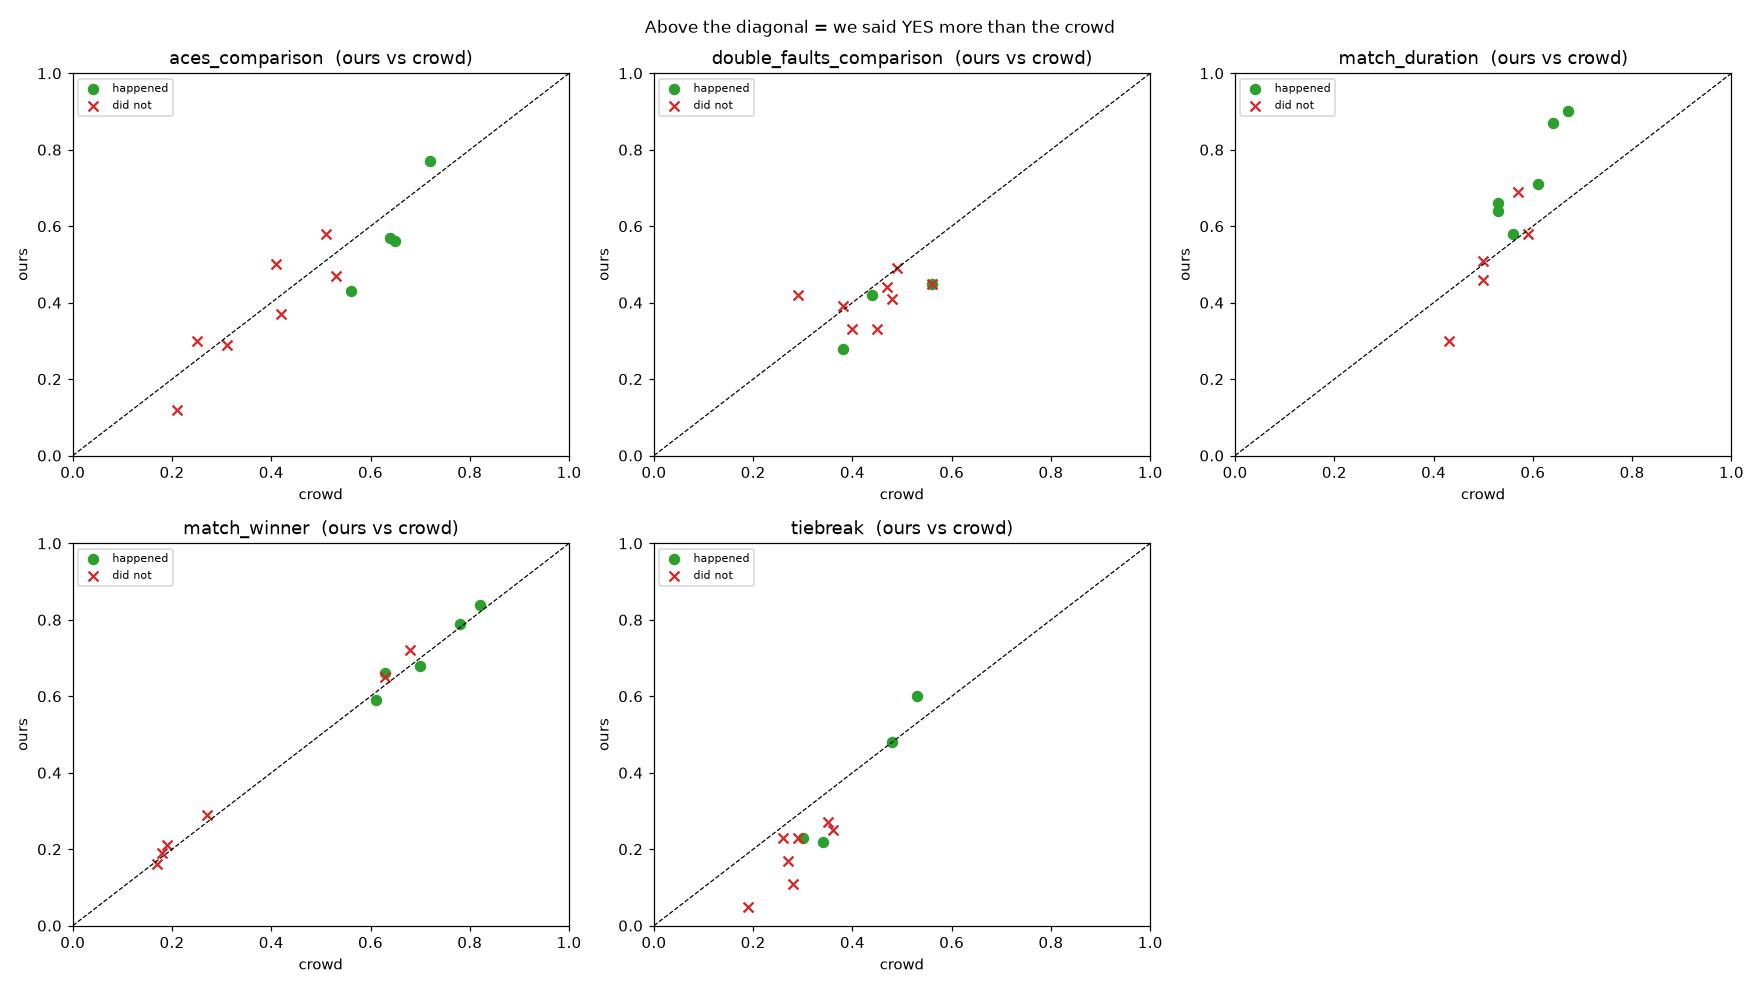 Above the diagonal = we said YES more than the crowd
aces_comparison  (ours vs crowd)
happened
did not
1.0
0.8
0.6
0.4
0.2
0.0
ours
0.0 0.2 0.4 0.6 0.8 1.0
crowd
double_faults_comparison  (ours vs crowd)
happened
did not
1.0
0.8
0.6
0.4
0.2
0.0
ours
0.0 0.2 0.4 0.6 0.8 1.0
crowd
match_duration  (ours vs crowd)
happened
did not
1.0
0.8
0.6
0.4
0.2
0.0
ours
0.0 0.2 0.4 0.6 0.8 1.0
crowd
match_winner  (ours vs crowd)
happened
did not
1.0
0.8
0.6
0.4
0.2
0.0
ours
0.0 0.2 0.4 0.6 0.8 1.0
crowd
tiebreak  (ours vs crowd)
happened
did not
1.0
0.8
0.6
0.4
0.2
0.0
ours
0.0 0.2 0.4 0.6 0.8 1.0
crowd